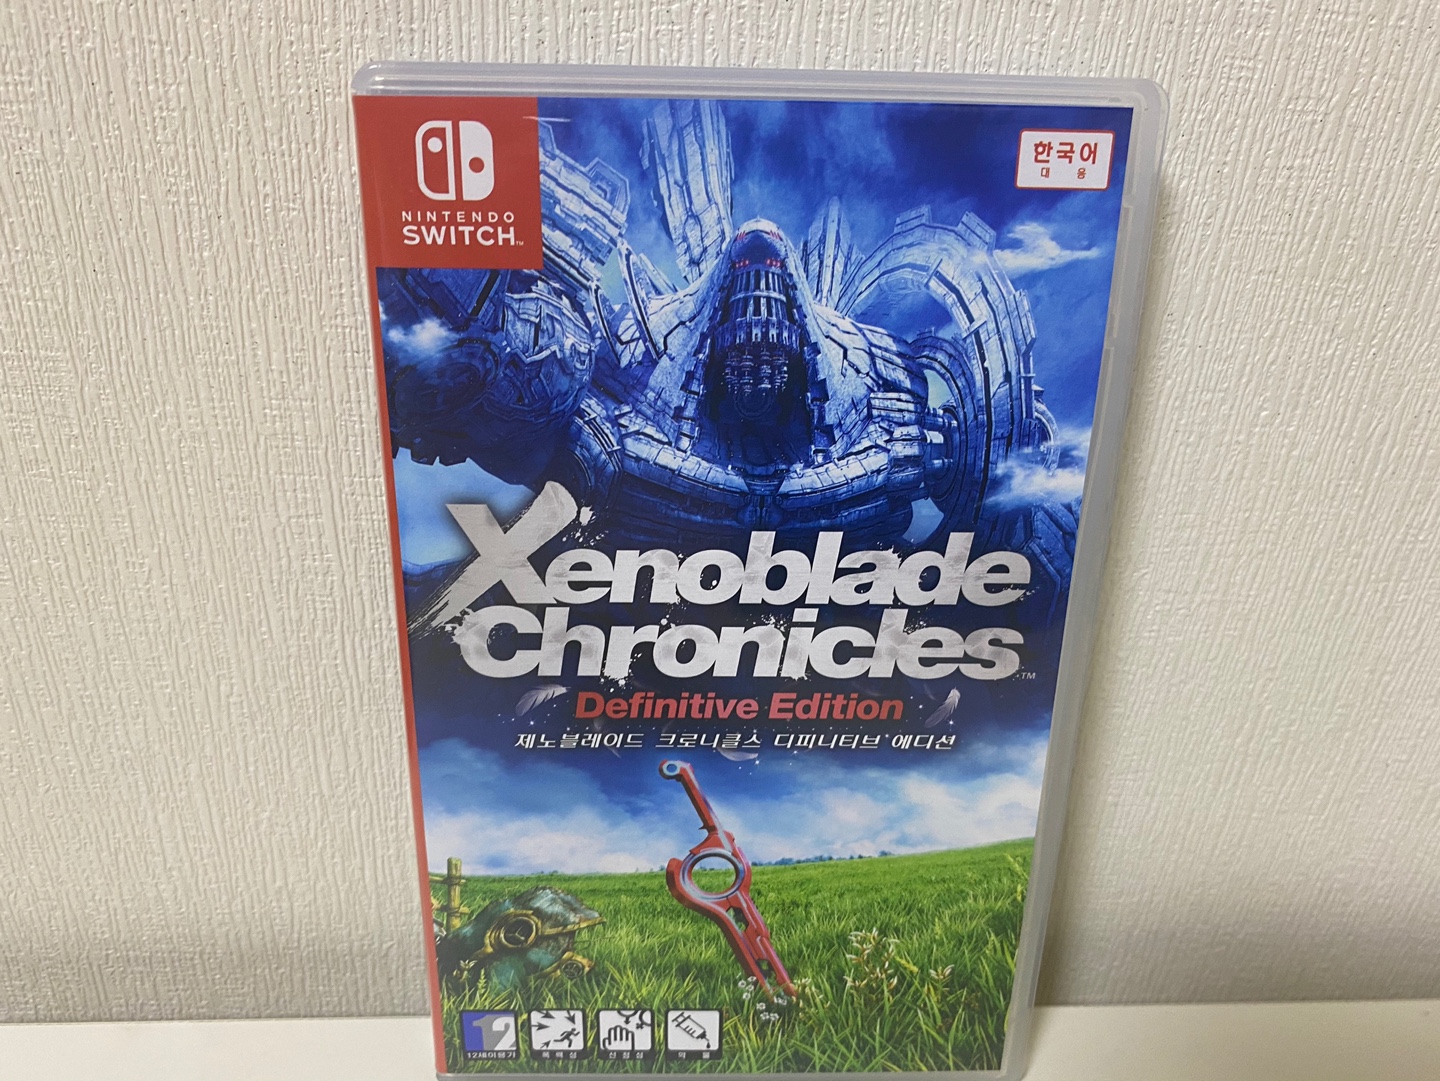 NINTENDO
SWITCH™
한국어
대 응
Xenoblade
Chronicles™
Definitive Edition
제노블레이드 크로니클스 디피니티브 에디션
12
12세이용가
폭력성
선정성
약물